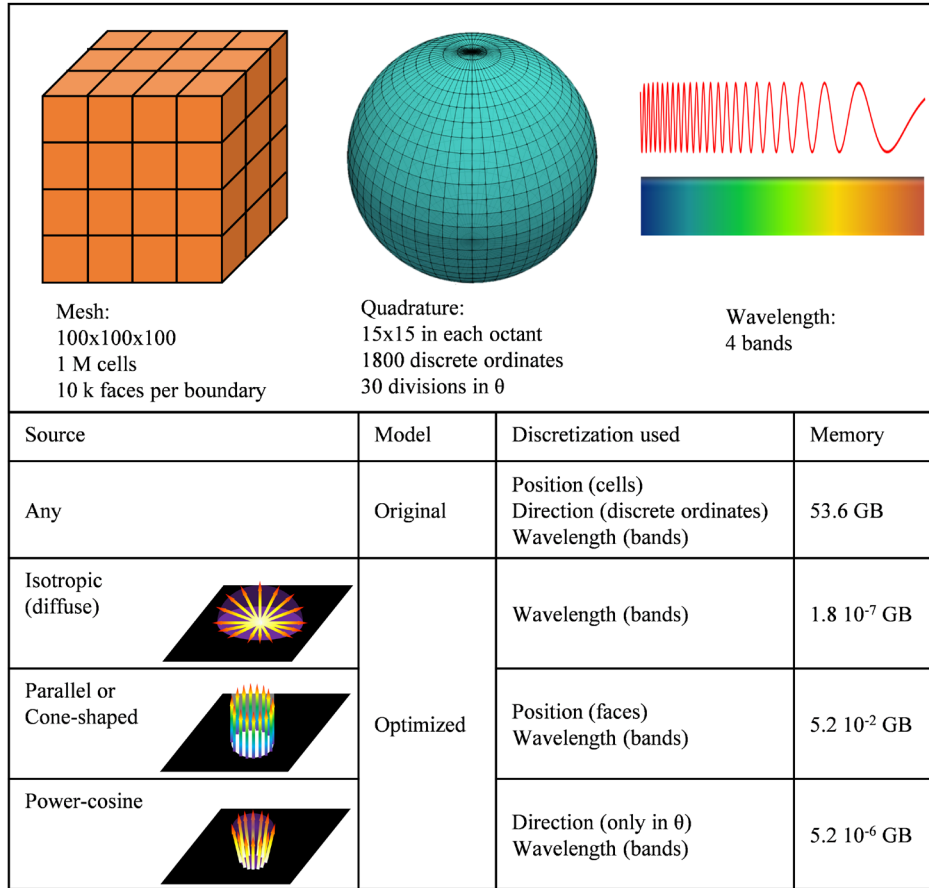 Mesh:
100x100x100
1 M cells
10 k faces per boundary
Quadrature:
15x15 in each octant
1800 discrete ordinates
30 divisions in θ
Wavelength:
4 bands
Source
Model
Discretization used
Memory
Any
Original
Position (cells)
Direction (discrete ordinates)
Wavelength (bands)
53.6 GB
Isotropic
(diffuse)
Optimized
Wavelength (bands)
1.8 10⁻⁷ GB
Parallel or
Cone-shaped
Position (faces)
Wavelength (bands)
5.2 10⁻² GB
Power-cosine
Direction (only in θ)
Wavelength (bands)
5.2 10⁻⁶ GB